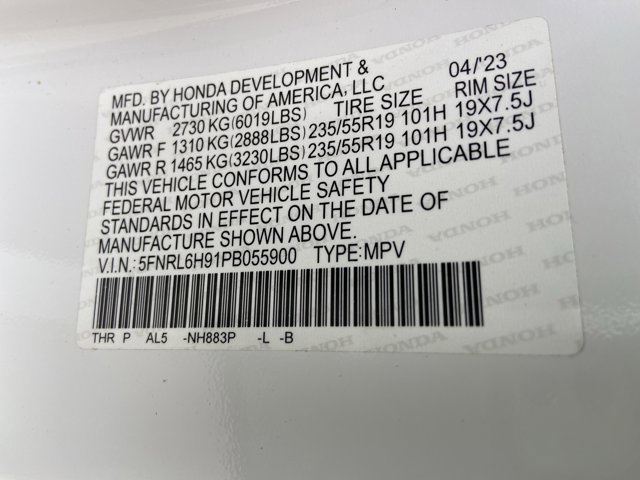 MFD. BY HONDA DEVELOPMENT & 04/'23
MANUFACTURING OF AMERICA, LLC RIM SIZE
GVWR 2730 KG(6019LBS) TIRE SIZE
GAWR F 1310 KG(2888LBS) 235/55R19 101H 19X7.5J
GAWR R 1465 KG(3230LBS) 235/55R19 101H 19X7.5J
THIS VEHICLE CONFORMS TO ALL APPLICABLE
FEDERAL MOTOR VEHICLE SAFETY
STANDARDS IN EFFECT ON THE DATE OF
MANUFACTURE SHOWN ABOVE.
V.I.N.: 5FNRL6H91PB055900 TYPE:MPV
THR P AL5 -NH883P -L -B